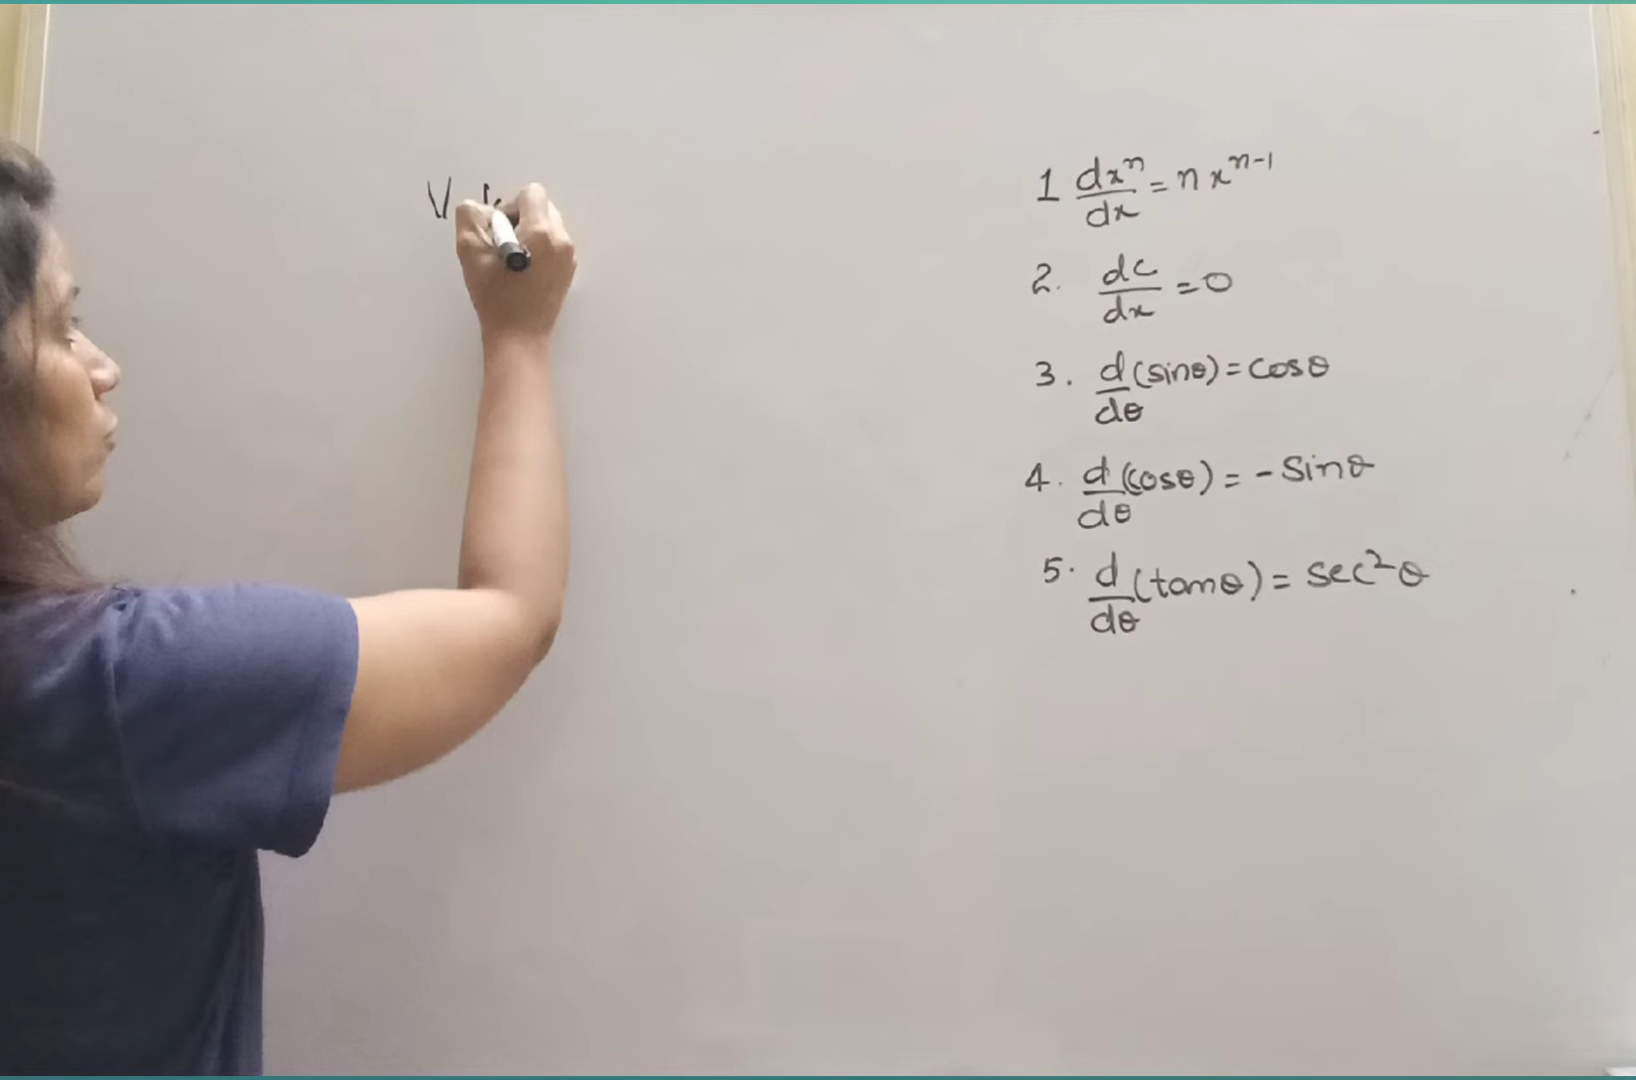 V
1 dxⁿ/dx = nxⁿ⁻¹
2. dc/dx = 0
3. d/dθ (sinθ) = cosθ
4. d/dθ (cosθ) = - Sinθ
5. d/dθ (tanθ) = sec²θ